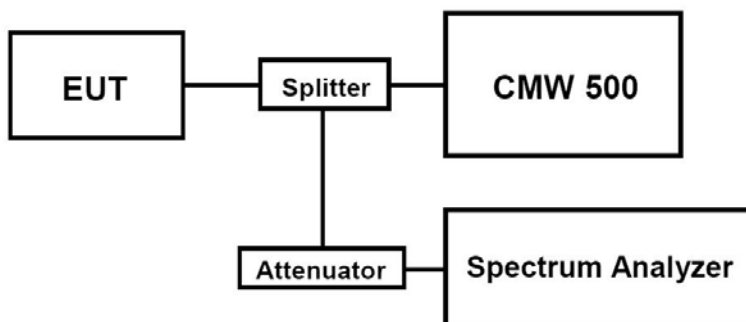 EUT
Splitter
CMW 500
Attenuator
Spectrum Analyzer